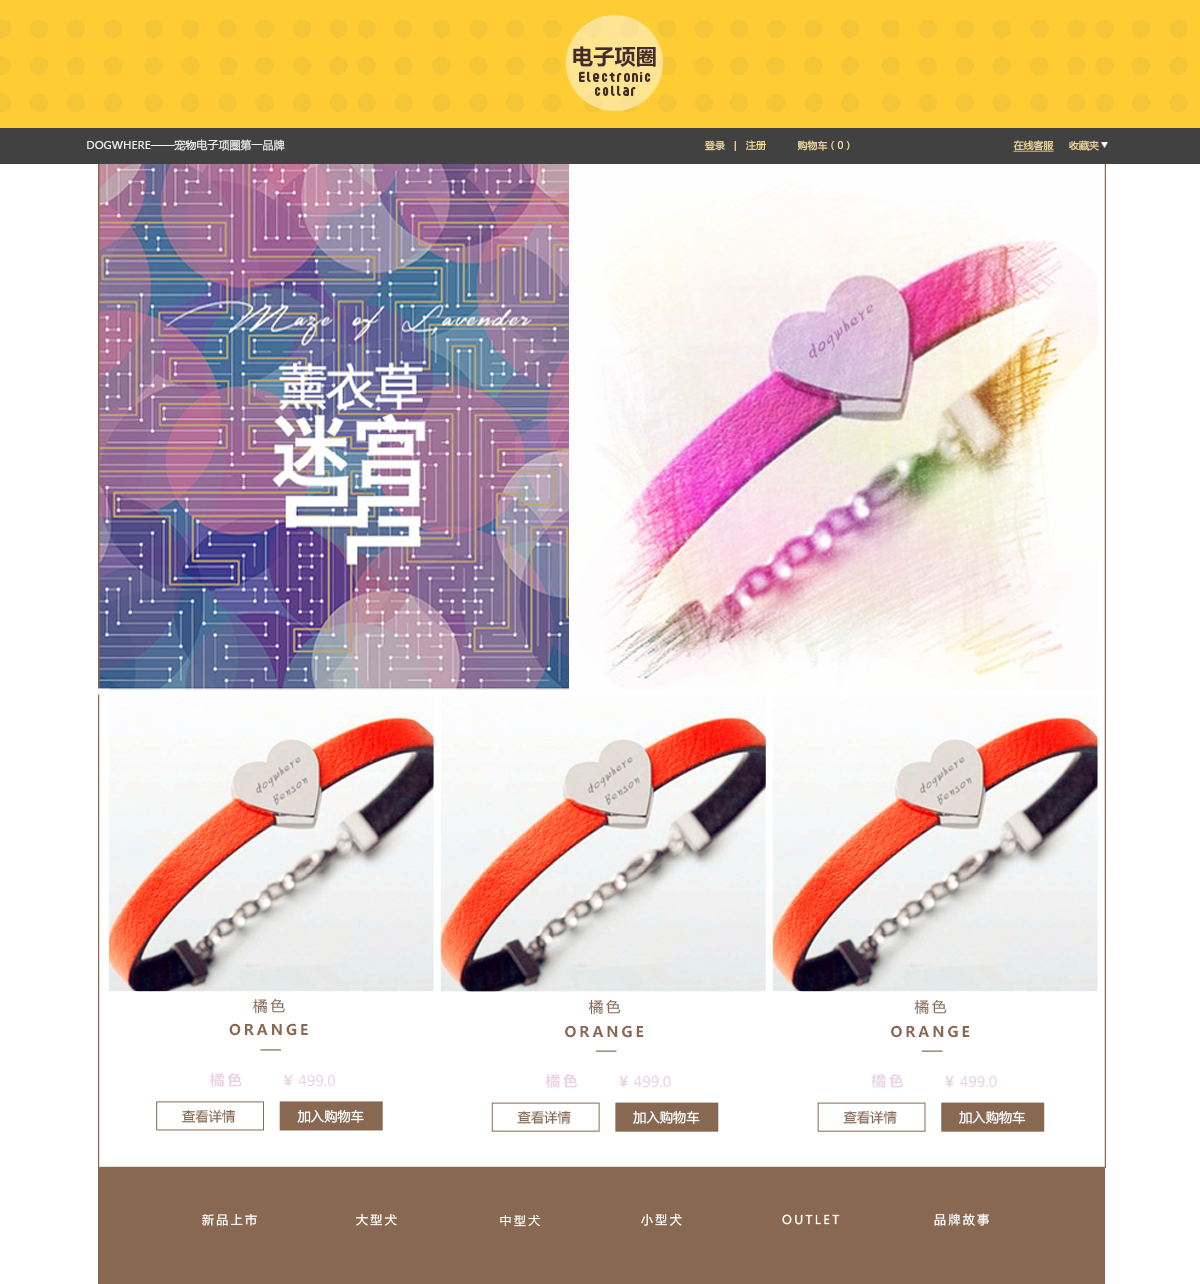 电子项圈
Electronic
collar
DOGWHERE——宠物电子项圈第一品牌
登录 | 注册
购物车 ( 0 )
在线客服
收藏夹▼
Maze of Lavender
薰衣草
迷宫
dogwhere
dogwhere
Benson
dogwhere
Benson
dogwhere
Benson
橘色
ORANGE
橘色 ¥ 499.0
查看详情 加入购物车
橘色
ORANGE
橘色 ¥ 499.0
查看详情 加入购物车
橘色
ORANGE
橘色 ¥ 499.0
查看详情 加入购物车
新品上市 大型犬 中型犬 小型犬 OUTLET 品牌故事